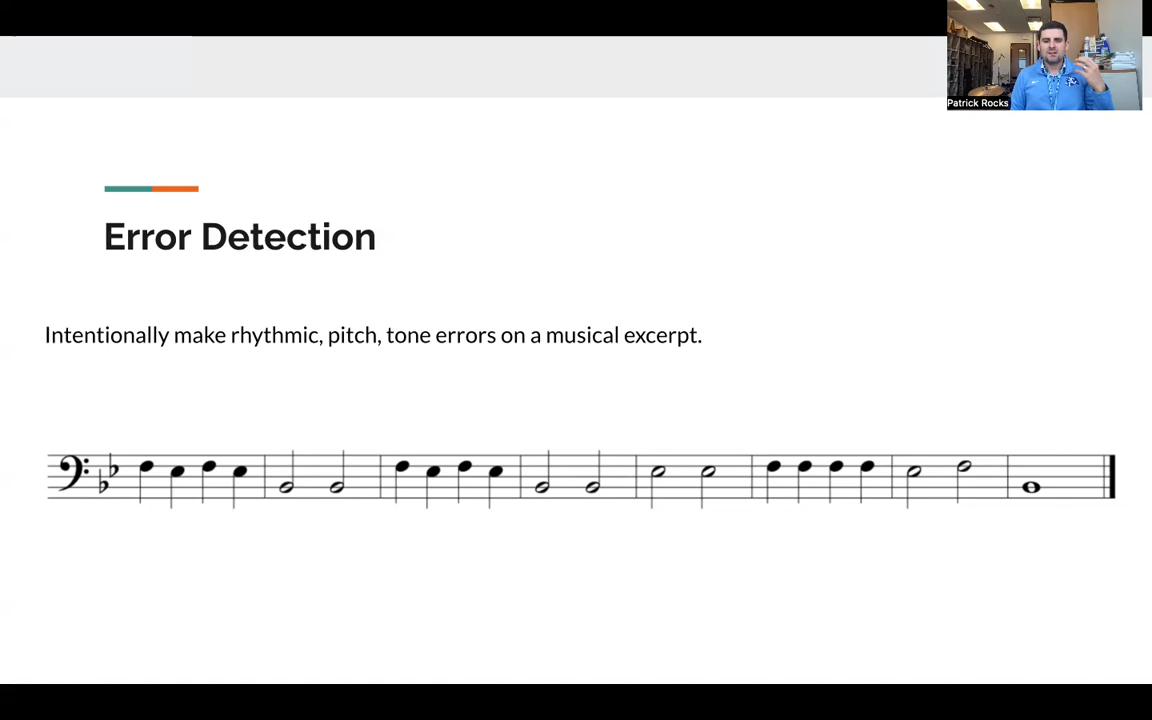 Patrick Rocks
Error Detection
Intentionally make rhythmic, pitch, tone errors on a musical excerpt.